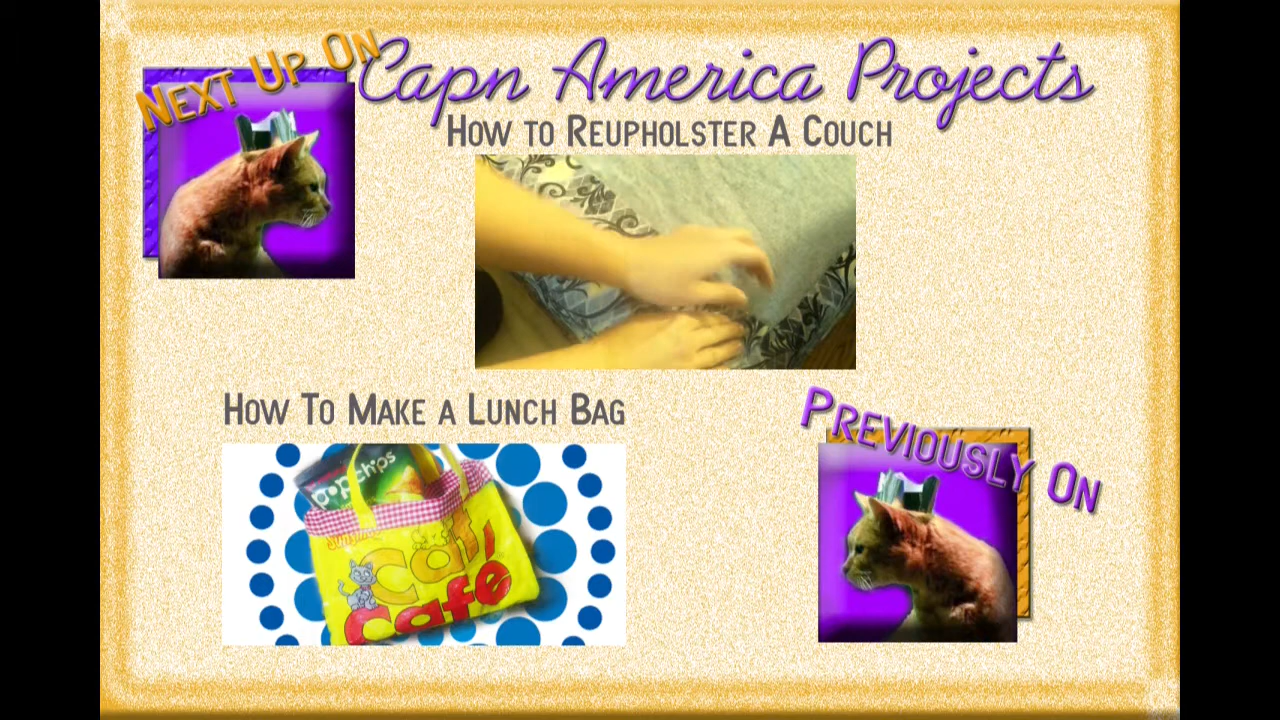 Next Up On
Capn America Projects
How to Reupholster A Couch
How To Make a Lunch Bag
popchips
Cat
Cafe
Previously On